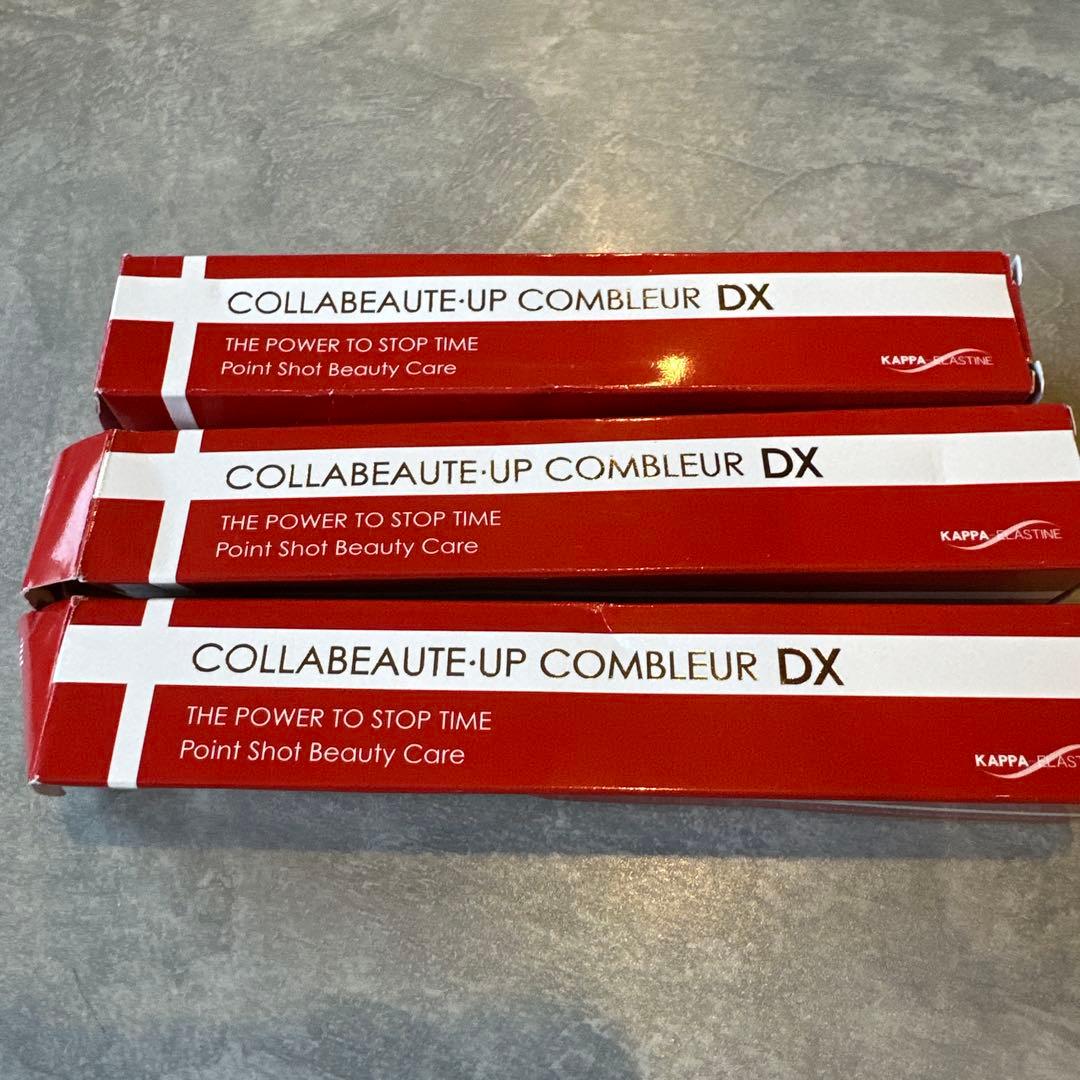 COLLABEAUTE·UP COMBLEUR DX
THE POWER TO STOP TIME
Point Shot Beauty Care
KAPPA ELASTINE
COLLABEAUTE·UP COMBLEUR DX
THE POWER TO STOP TIME
Point Shot Beauty Care
KAPPA ELASTINE
COLLABEAUTE·UP COMBLEUR DX
THE POWER TO STOP TIME
Point Shot Beauty Care
KAPPA ELAST